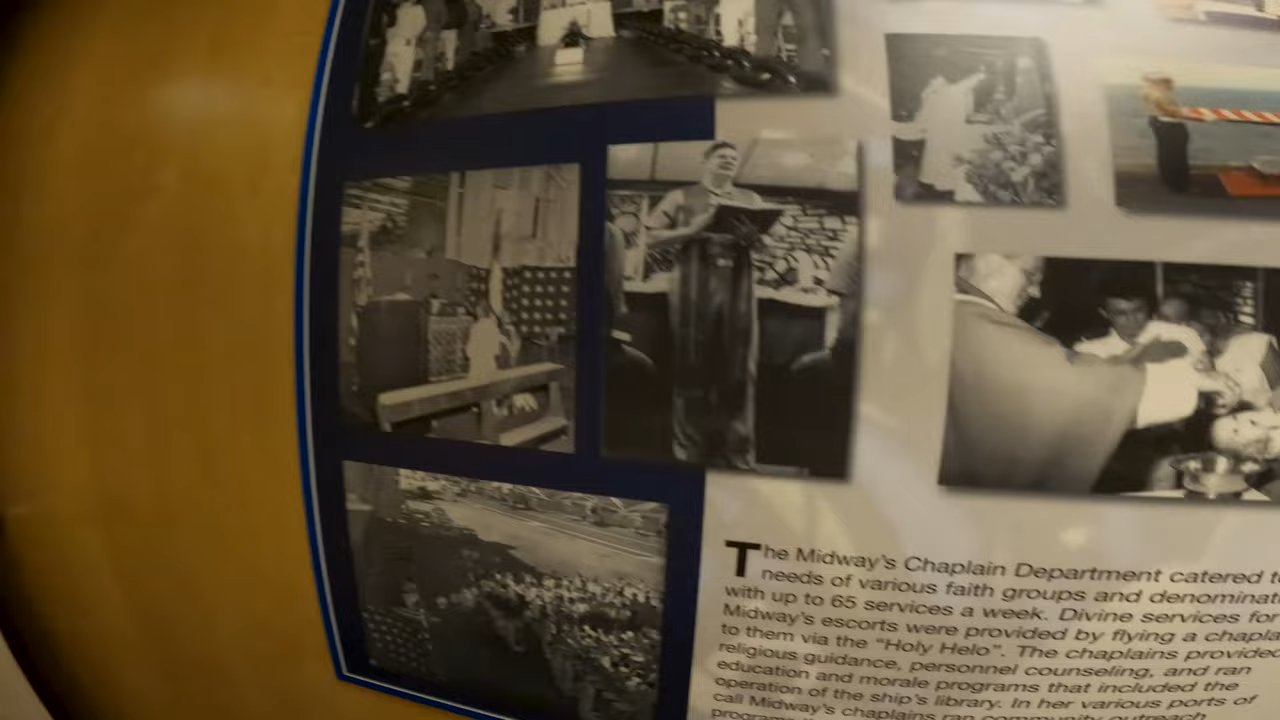 The Midway's Chaplain Department catered
needs of various faith groups and
with up to 65 services a week. Divine services for
Midway's escorts were provided by flying a
to them via the "Holy Helo". The chaplains provided
religious guidance, personnel counseling, and ran
education and morale programs that included the
operation of the ship's library. In her various ports of
call Midway's chaplains ran community